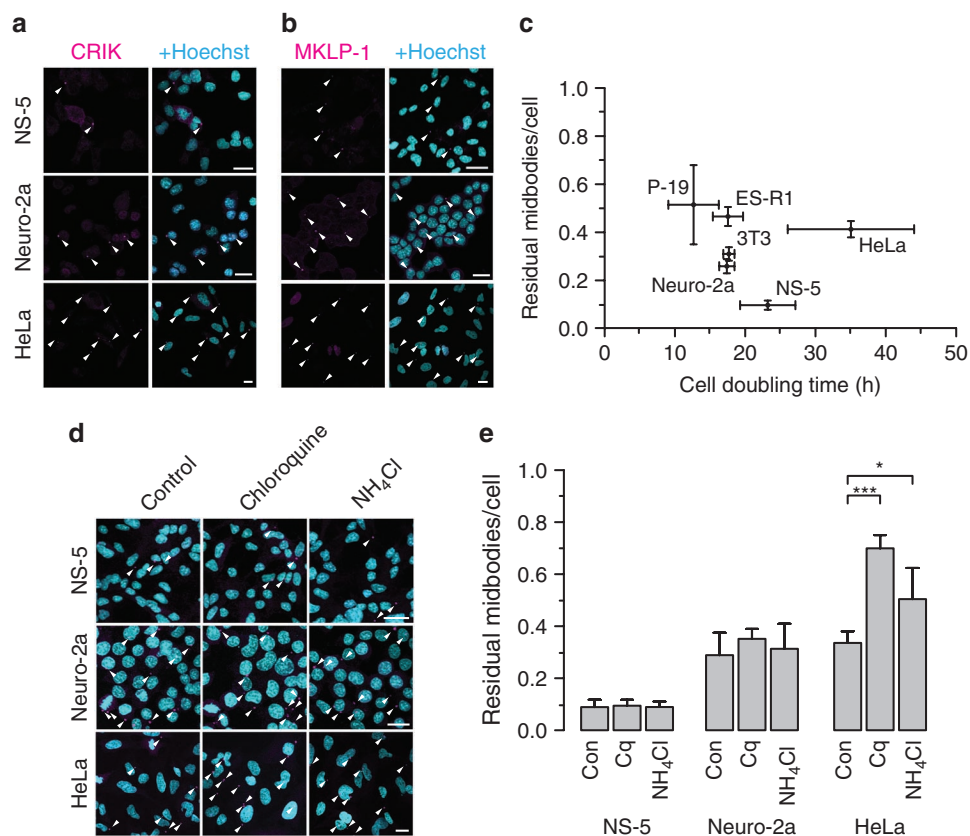 a
CRIK +Hoechst
NS-5
Neuro-2a
HeLa
b
MKLP-1 +Hoechst
c
Residual midbodies/cell
1.0
0.8
0.6
0.4
0.2
0.0
P-19
ES-R1
3T3
HeLa
Neuro-2a
NS-5
0 10 20 30 40 50
Cell doubling time (h)
d
Control Chloroquine NH4Cl
NS-5
Neuro-2a
HeLa
e
Residual midbodies/cell
1.0
0.8
0.6
0.4
0.2
0.0
*
***
Con Cq NH4Cl Con Cq NH4Cl Con Cq NH4Cl
NS-5 Neuro-2a HeLa